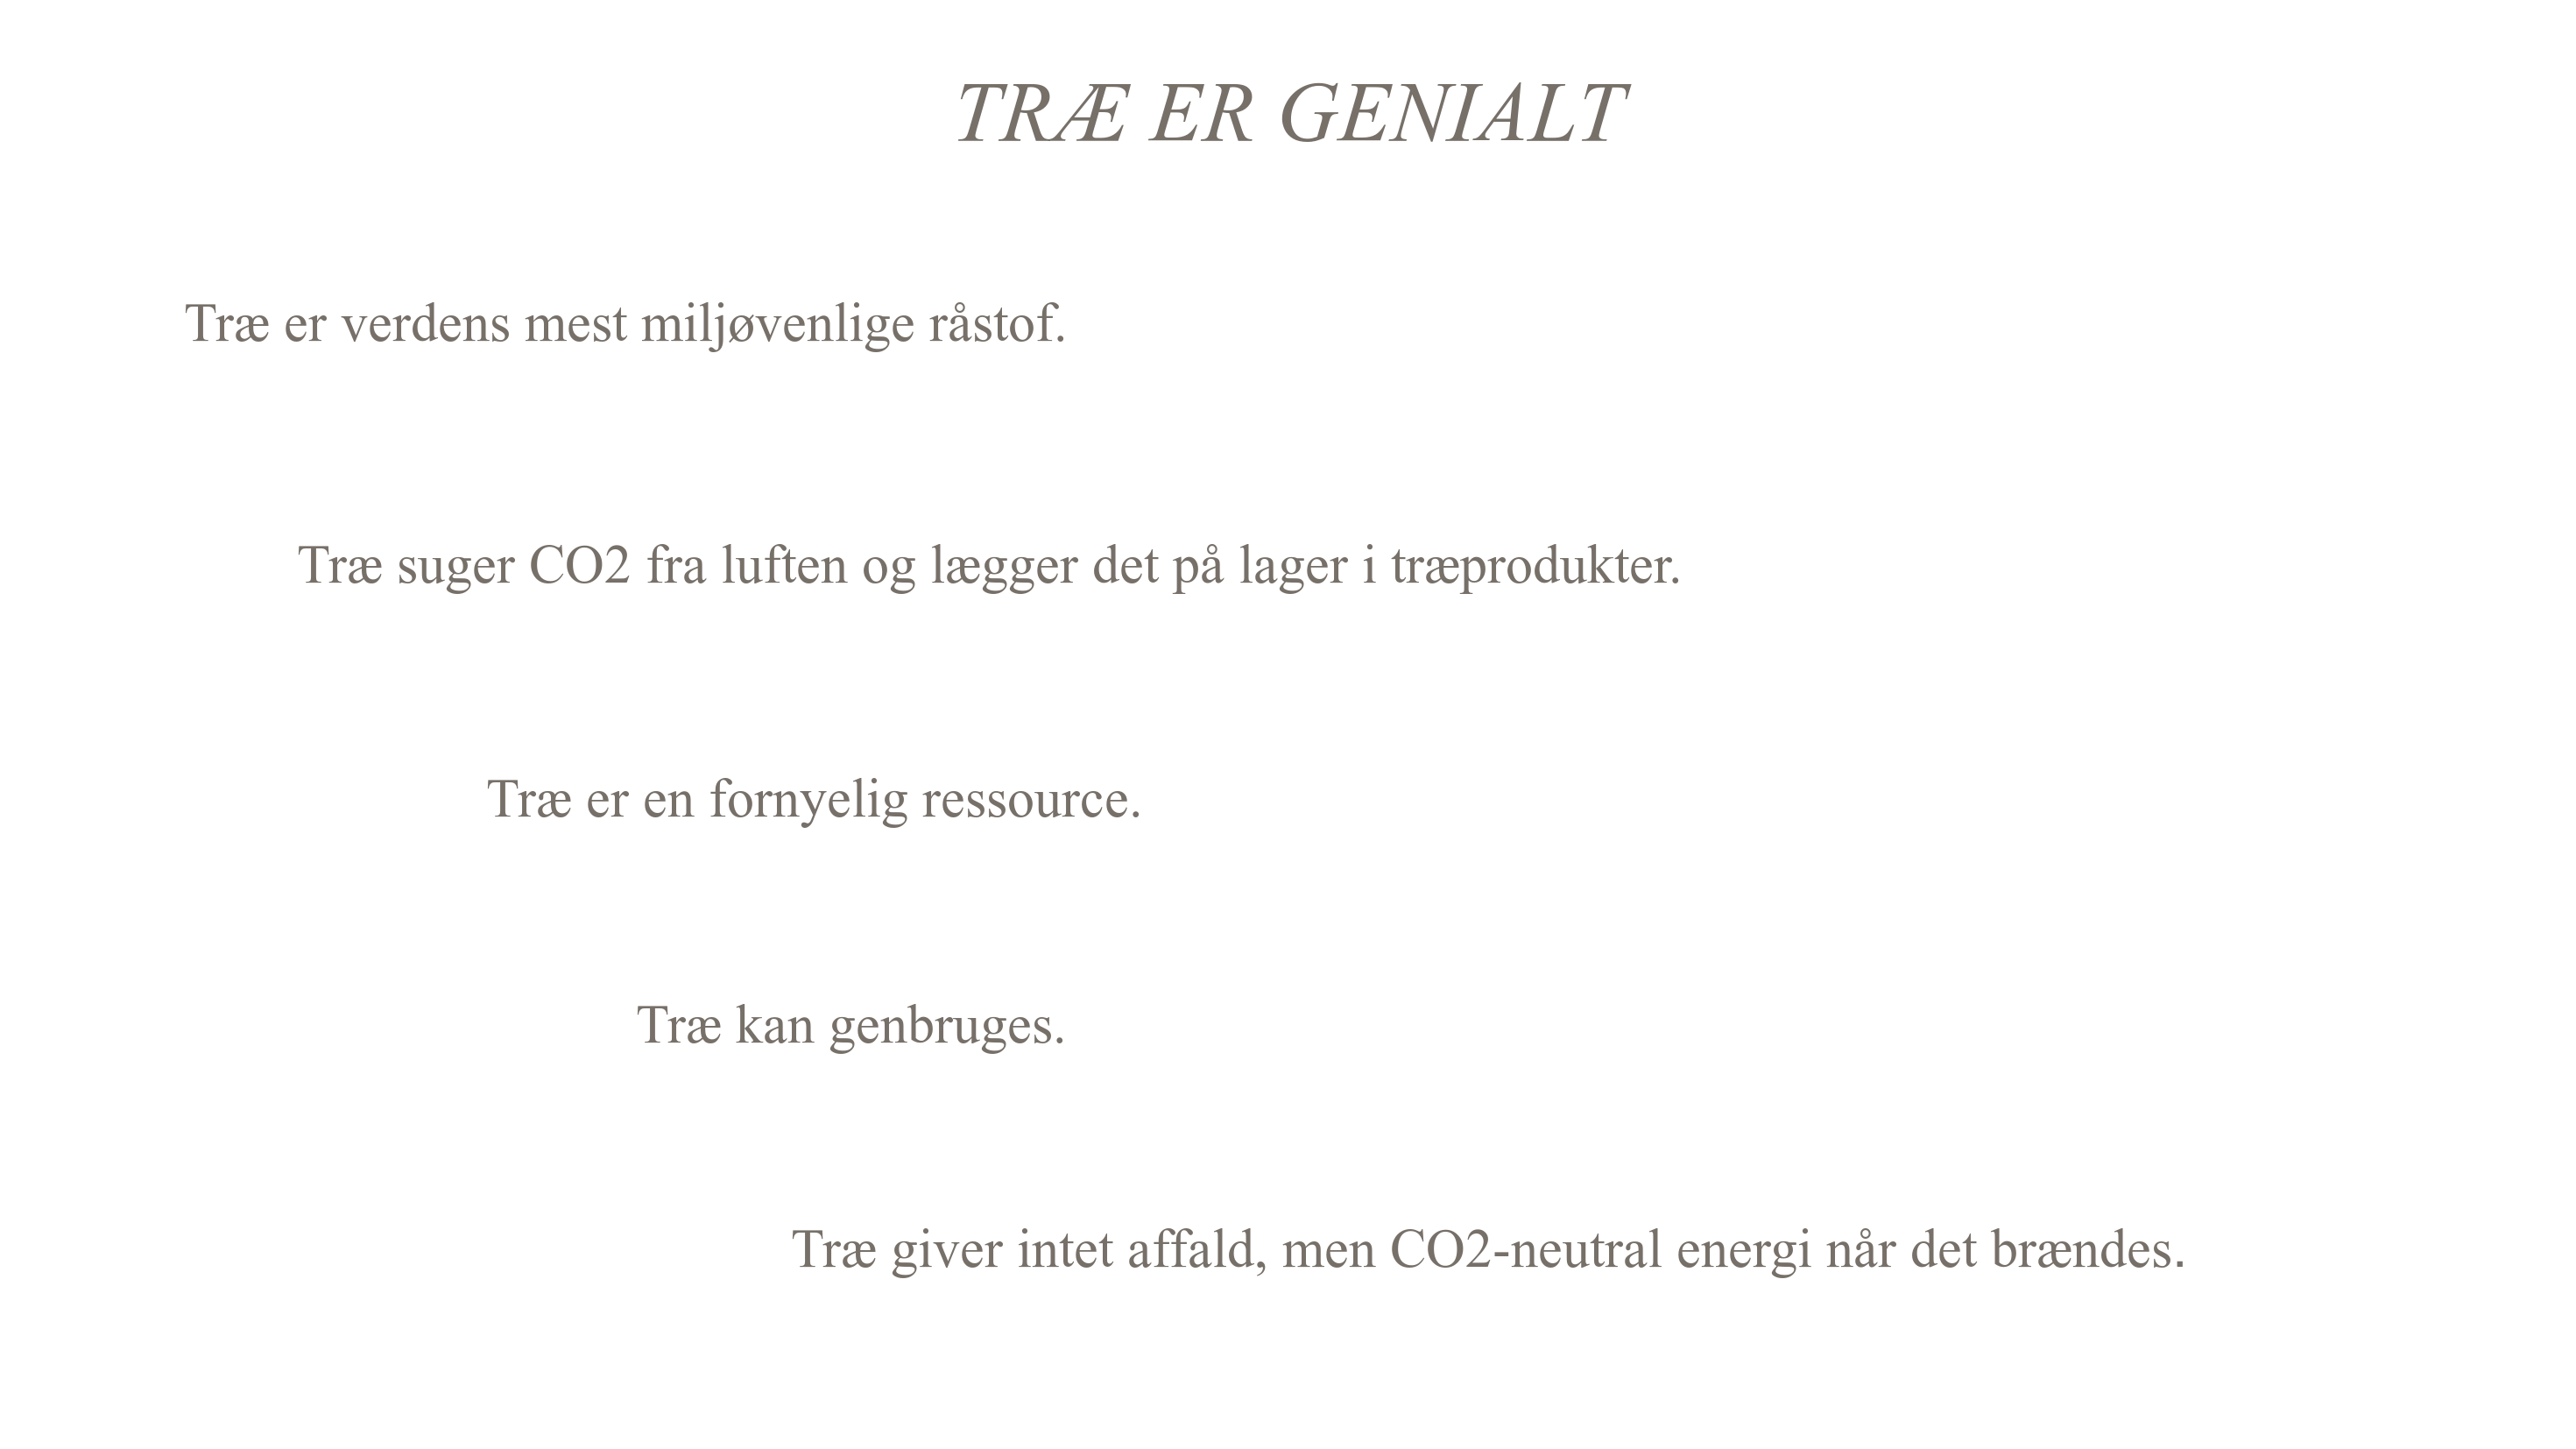 TRÆ ER GENIALT
Træ er verdens mest miljøvenlige råstof.
Træ suger CO2 fra luften og lægger det på lager i træprodukter.
Træ er en fornyelig ressource.
Træ kan genbruges.
Træ giver intet affald, men CO2-neutral energi når det brændes.